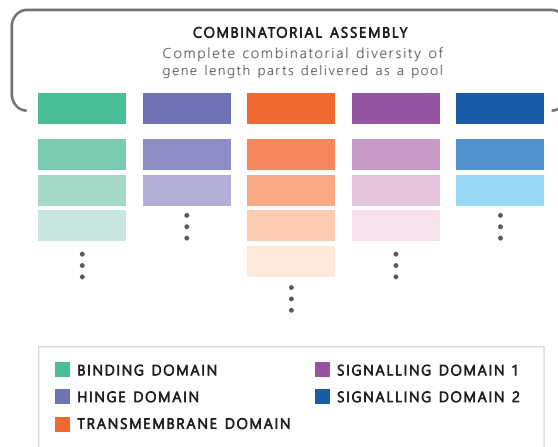 COMBINATORIAL ASSEMBLY
Complete combinatorial diversity of
gene length parts delivered as a pool
BINDING DOMAIN
HINGE DOMAIN
TRANSMEMBRANE DOMAIN
SIGNALLING DOMAIN 1
SIGNALLING DOMAIN 2